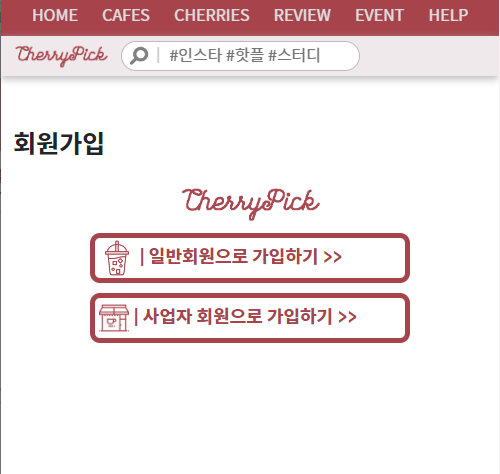 HOME CAFES CHERRIES REVIEW EVENT HELP
CherryPick | #인스타 #핫플 #스터디
회원가입
CherryPick
| 일반회원으로 가입하기 >>
| 사업자 회원으로 가입하기 >>